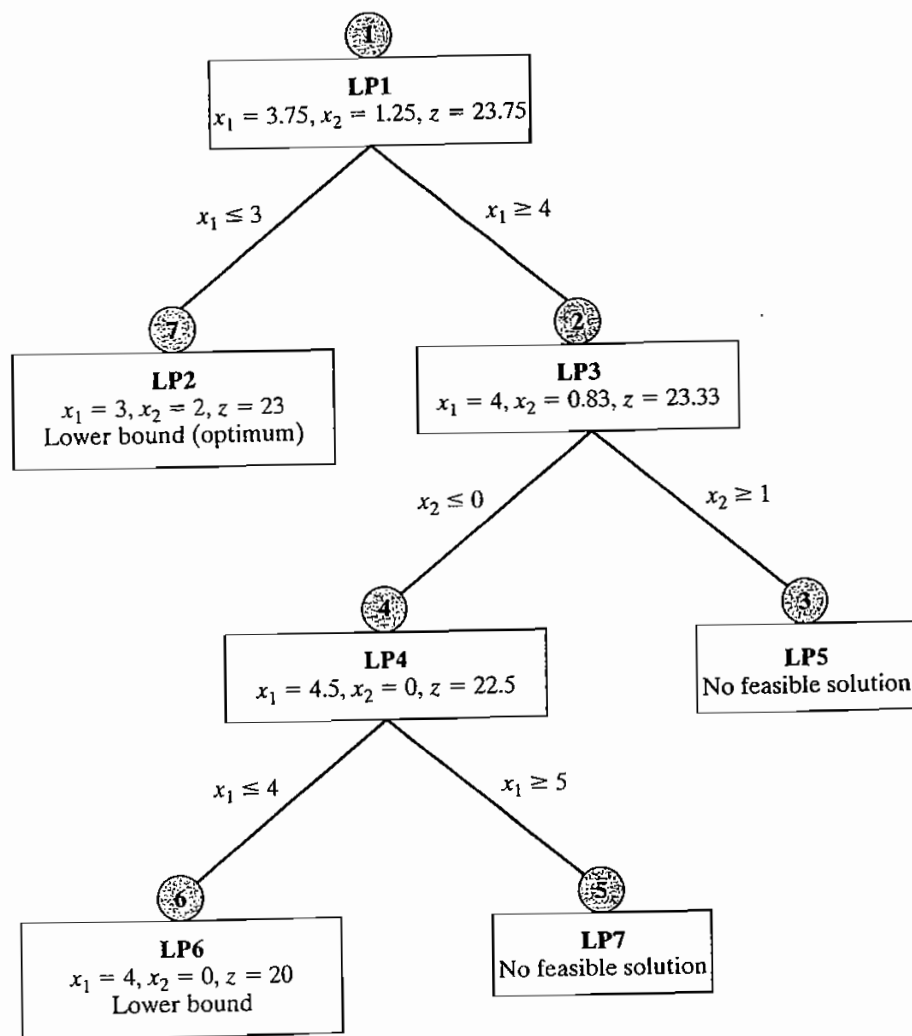 1
LP1
x₁ = 3.75, x₂ = 1.25, z = 23.75
x₁ ≤ 3
x₁ ≥ 4
7
LP2
x₁ = 3, x₂ = 2, z = 23
Lower bound (optimum)
2
LP3
x₁ = 4, x₂ = 0.83, z = 23.33
x₂ ≤ 0
x₂ ≥ 1
4
LP4
x₁ = 4.5, x₂ = 0, z = 22.5
3
LP5
No feasible solution
x₁ ≤ 4
x₁ ≥ 5
6
LP6
x₁ = 4, x₂ = 0, z = 20
Lower bound
5
LP7
No feasible solution